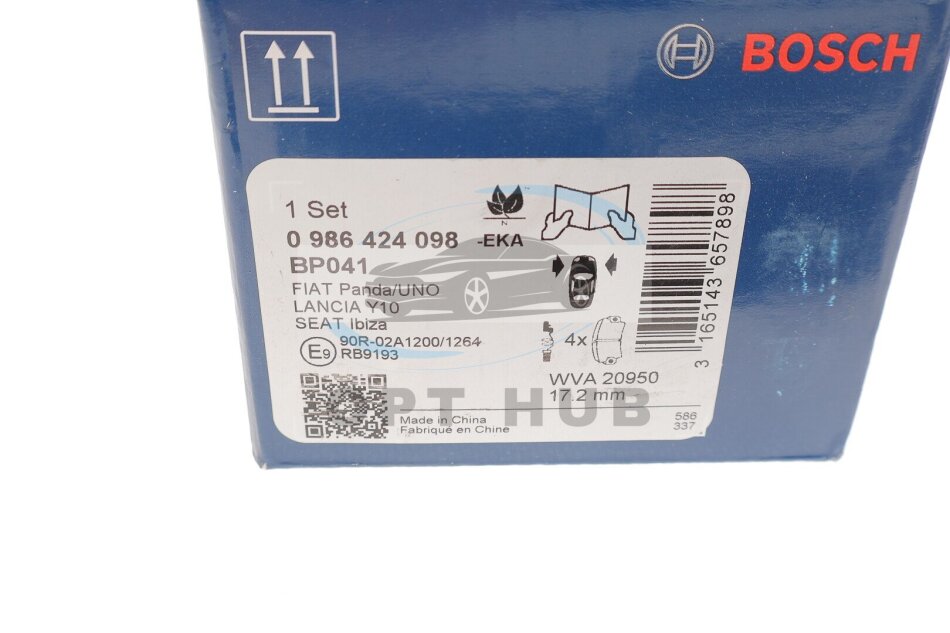 BOSCH
1 Set
0 986 424 098 -EKA
BP041
FIAT Panda/UNO
LANCIA Y10
SEAT Ibiza
E9 90R-02A1200/1264
RB9193
4x
WVA 20950
17.2 mm
Made in China
Fabriqué en Chine
586
337
3 165143 657898
OPT HUB
N